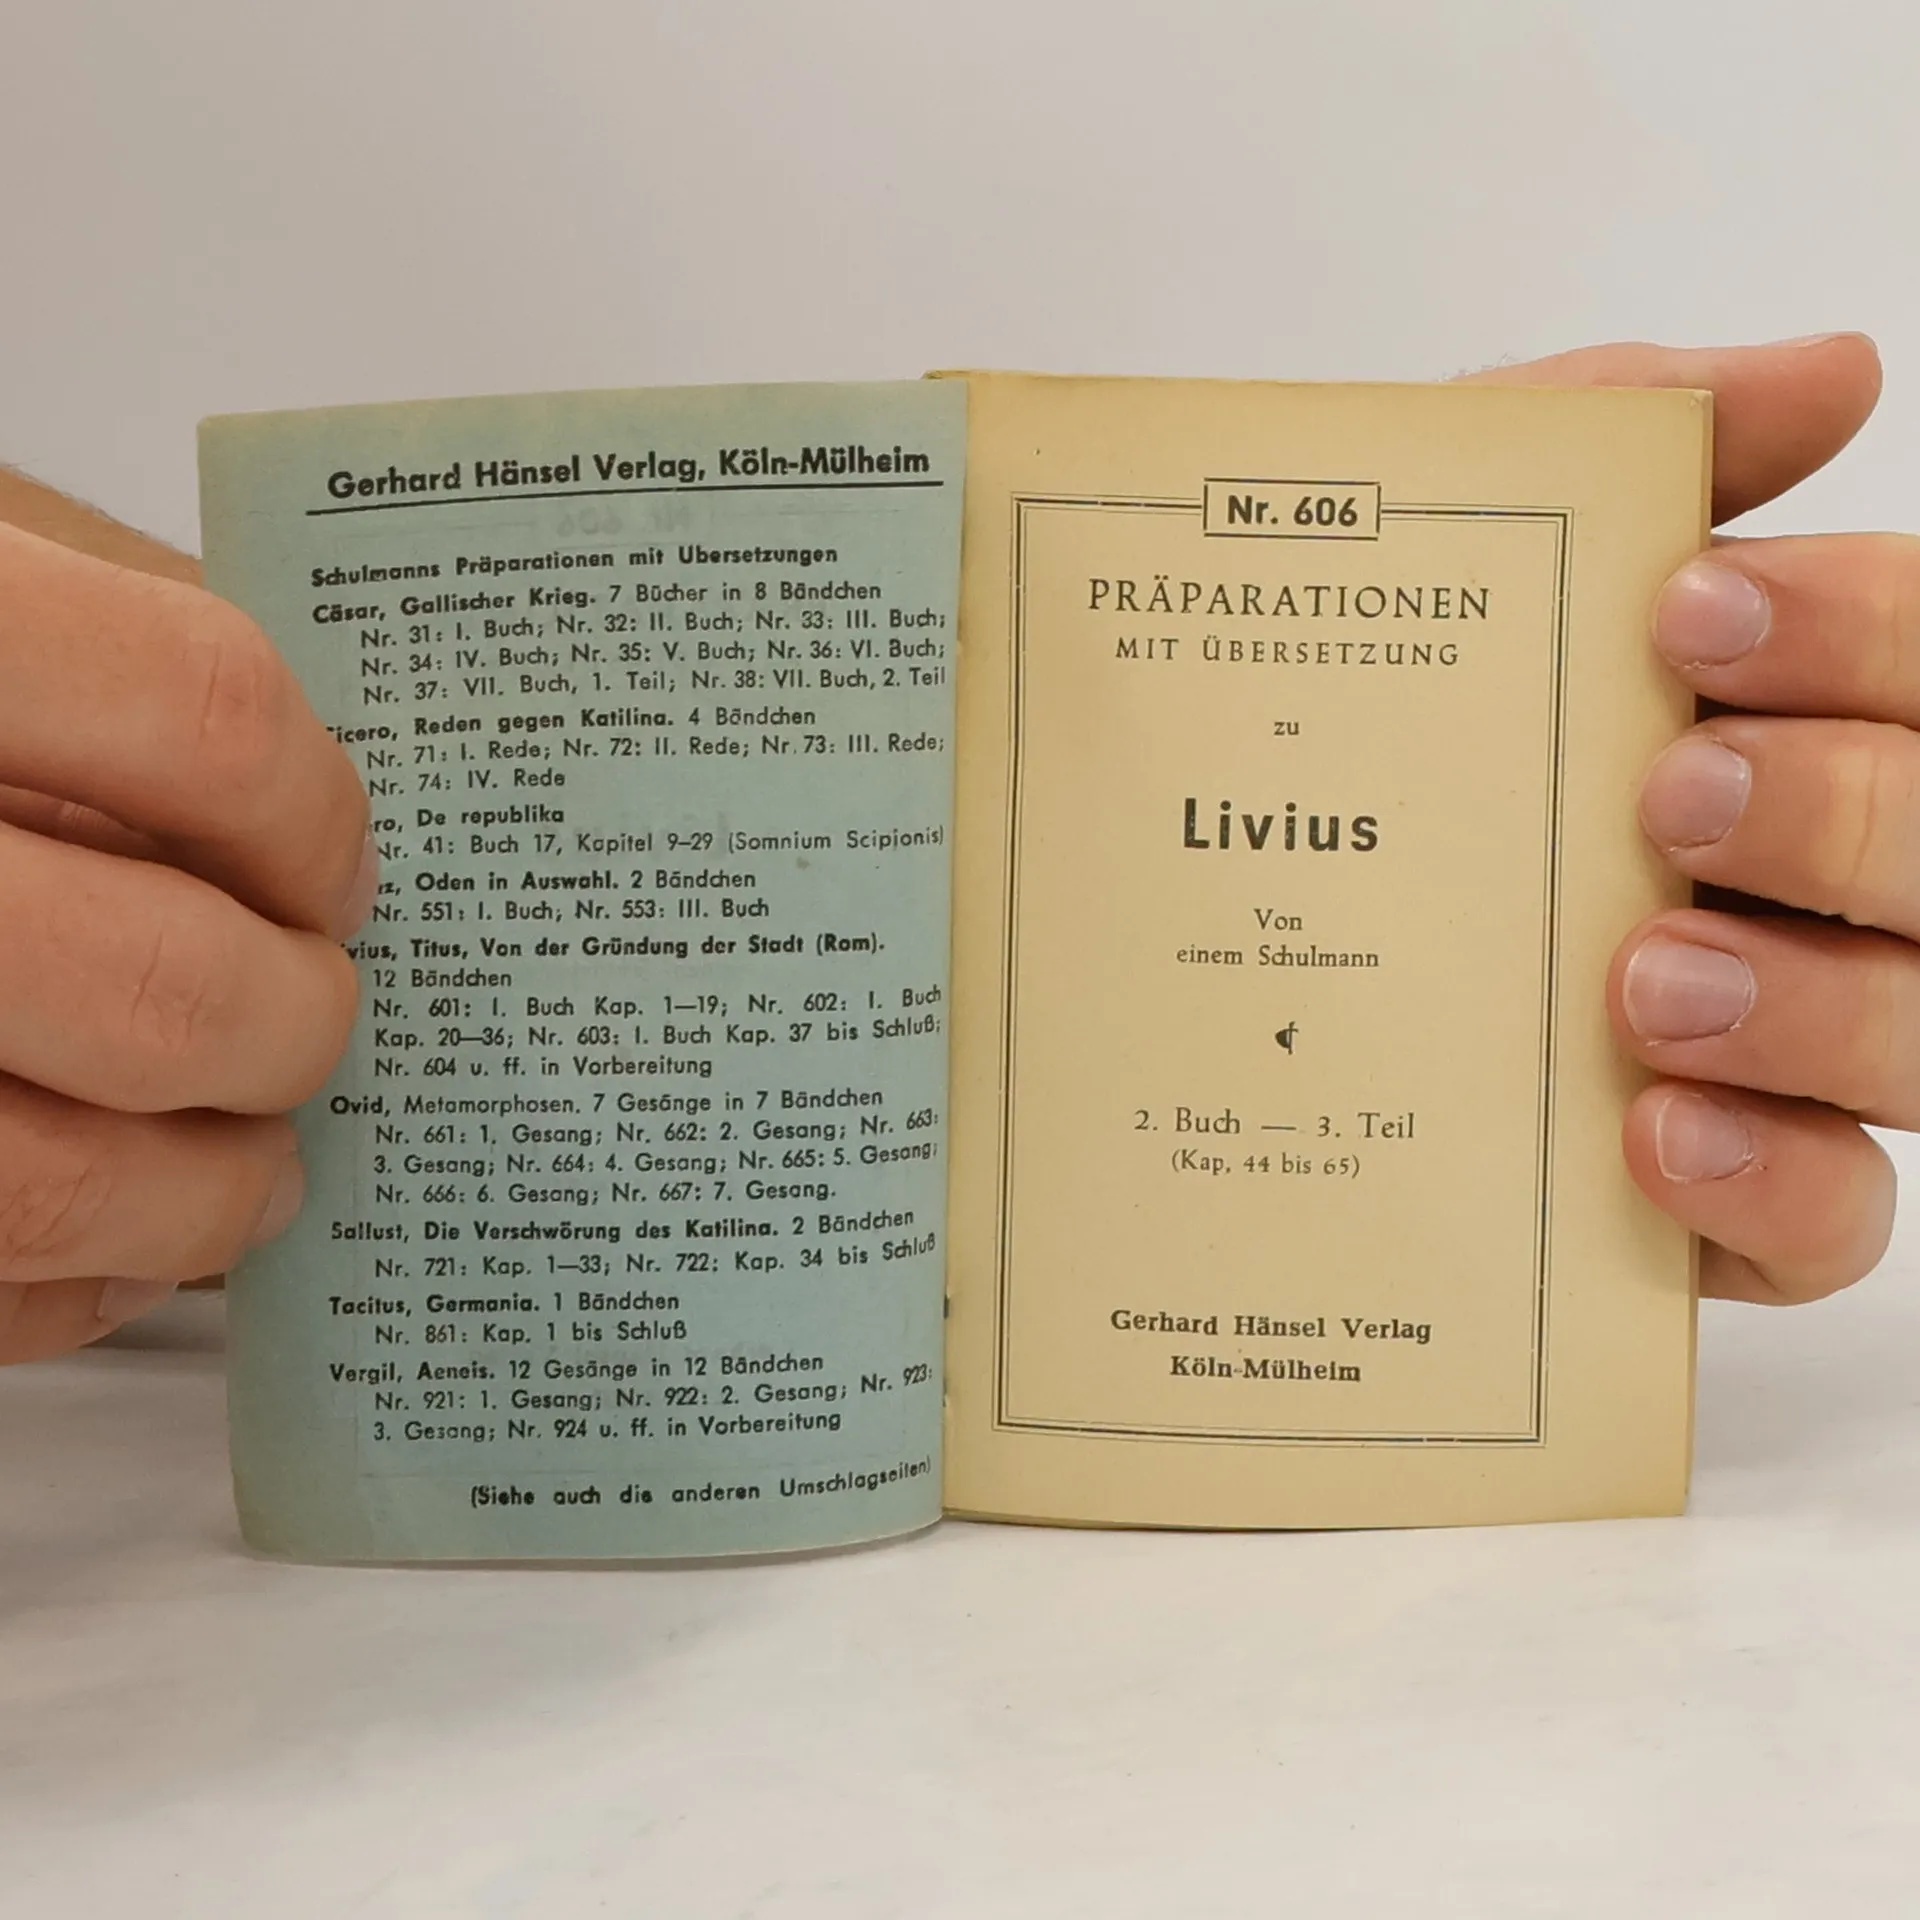 Gerhard Hänsel Verlag, Köln-Mülheim
Schulmanns Präparationen mit Übersetzungen
Cäsar, Gallischer Krieg. 7 Bücher in 8 Bändchen
Nr. 31: I. Buch; Nr. 32: II. Buch; Nr. 33: III. Buch;
Nr. 34: IV. Buch; Nr. 35: V. Buch; Nr. 36: VI. Buch;
Nr. 37: VII. Buch, 1. Teil; Nr. 38: VII. Buch, 2. Teil
icero, Reden gegen Katilina. 4 Bändchen
Nr. 71: I. Rede; Nr. 72: II. Rede; Nr. 73: III. Rede;
Nr. 74: IV. Rede
ro, De republika
Nr. 41: Buch 17, Kapitel 9–29 (Somnium Scipionis)
z, Oden in Auswahl. 2 Bändchen
Nr. 551: I. Buch; Nr. 553: III. Buch
ivius, Titus, Von der Gründung der Stadt (Rom).
12 Bändchen
Nr. 601: I. Buch Kap. 1—19; Nr. 602: I. Buch
Kap. 20—36; Nr. 603: I. Buch Kap. 37 bis Schluß;
Nr. 604 u. ff. in Vorbereitung
Ovid, Metamorphosen. 7 Gesänge in 7 Bändchen
Nr. 661: 1. Gesang; Nr. 662: 2. Gesang; Nr. 663:
3. Gesang; Nr. 664: 4. Gesang; Nr. 665: 5. Gesang;
Nr. 666: 6. Gesang; Nr. 667: 7. Gesang.
Sallust, Die Verschwörung des Katilina. 2 Bändchen
Nr. 721: Kap. 1—33; Nr. 722: Kap. 34 bis Schluß
Tacitus, Germania. 1 Bändchen
Nr. 861: Kap. 1 bis Schluß
Vergil, Aeneis. 12 Gesänge in 12 Bändchen
Nr. 921: 1. Gesang; Nr. 922: 2. Gesang; Nr. 923:
3. Gesang; Nr. 924 u. ff. in Vorbereitung
(Siehe auch die anderen Umschlagseiten)
Nr. 606
PRÄPARATIONEN
MIT ÜBERSETZUNG
zu
Livius
Von
einem Schulmann
2. Buch — 3. Teil
(Kap, 44 bis 65)
Gerhard Hänsel Verlag
Köln-Mülheim